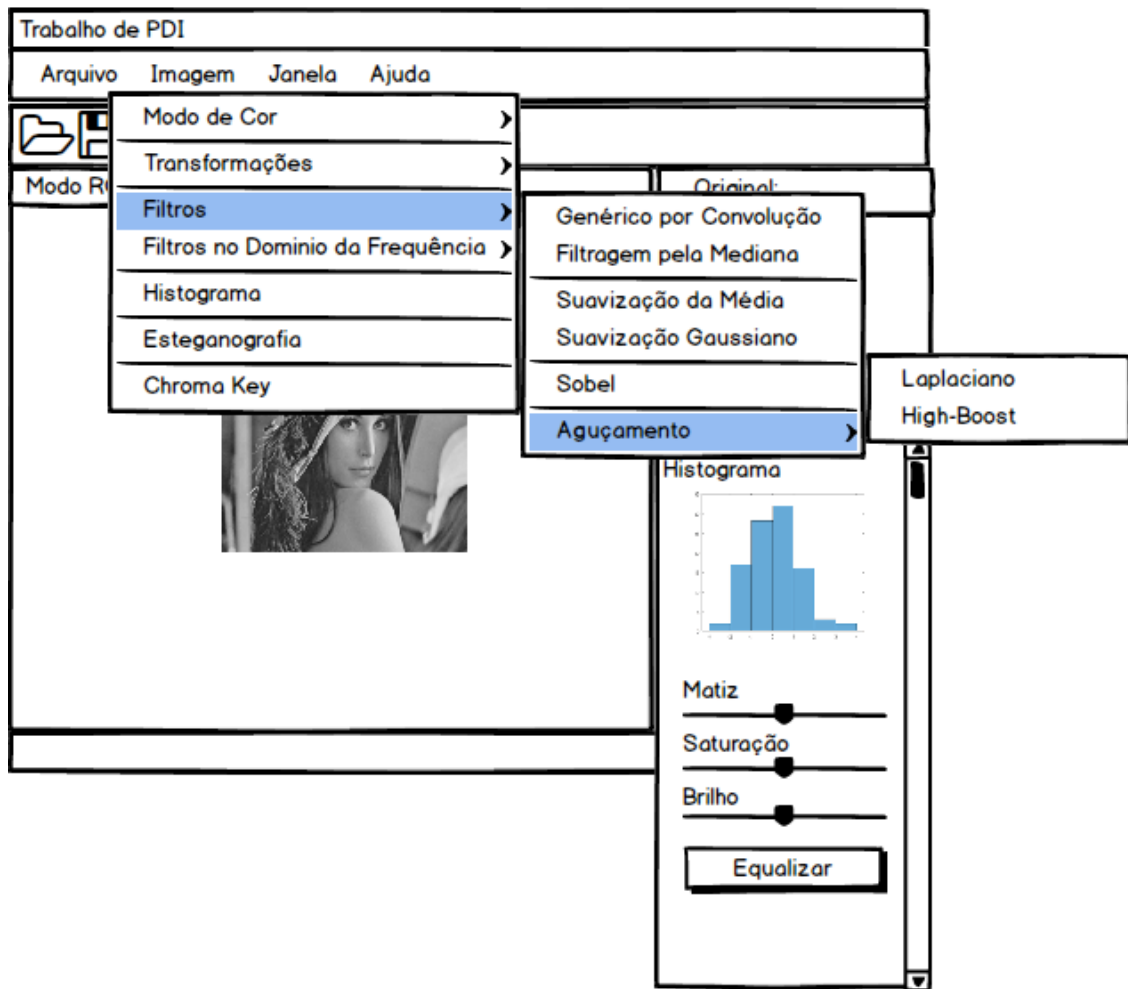 Trabalho de PDI
Arquivo Imagem Janela Ajuda
Modo de Cor
Transformações
Filtros
Filtros no Dominio da Frequência
Histograma
Esteganografia
Chroma Key
Modo
Original:
Genérico por Convolução
Filtragem pela Mediana
Suavização da Média
Suavização Gaussiano
Sobel
Aguçamento
Laplaciano
High-Boost
Histograma
Matiz
Saturação
Brilho
Equalizar